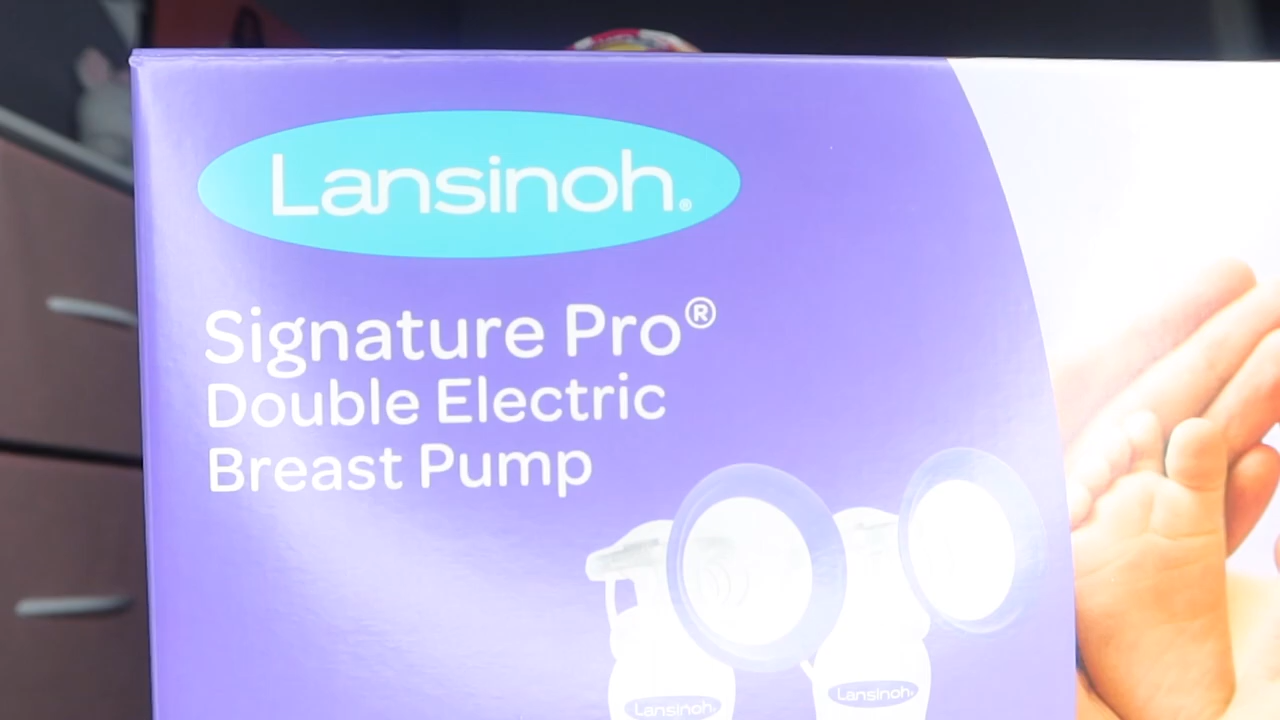 Lansinoh®
Signature Pro®
Double Electric
Breast Pump
Lansinoh®
Lansinoh®